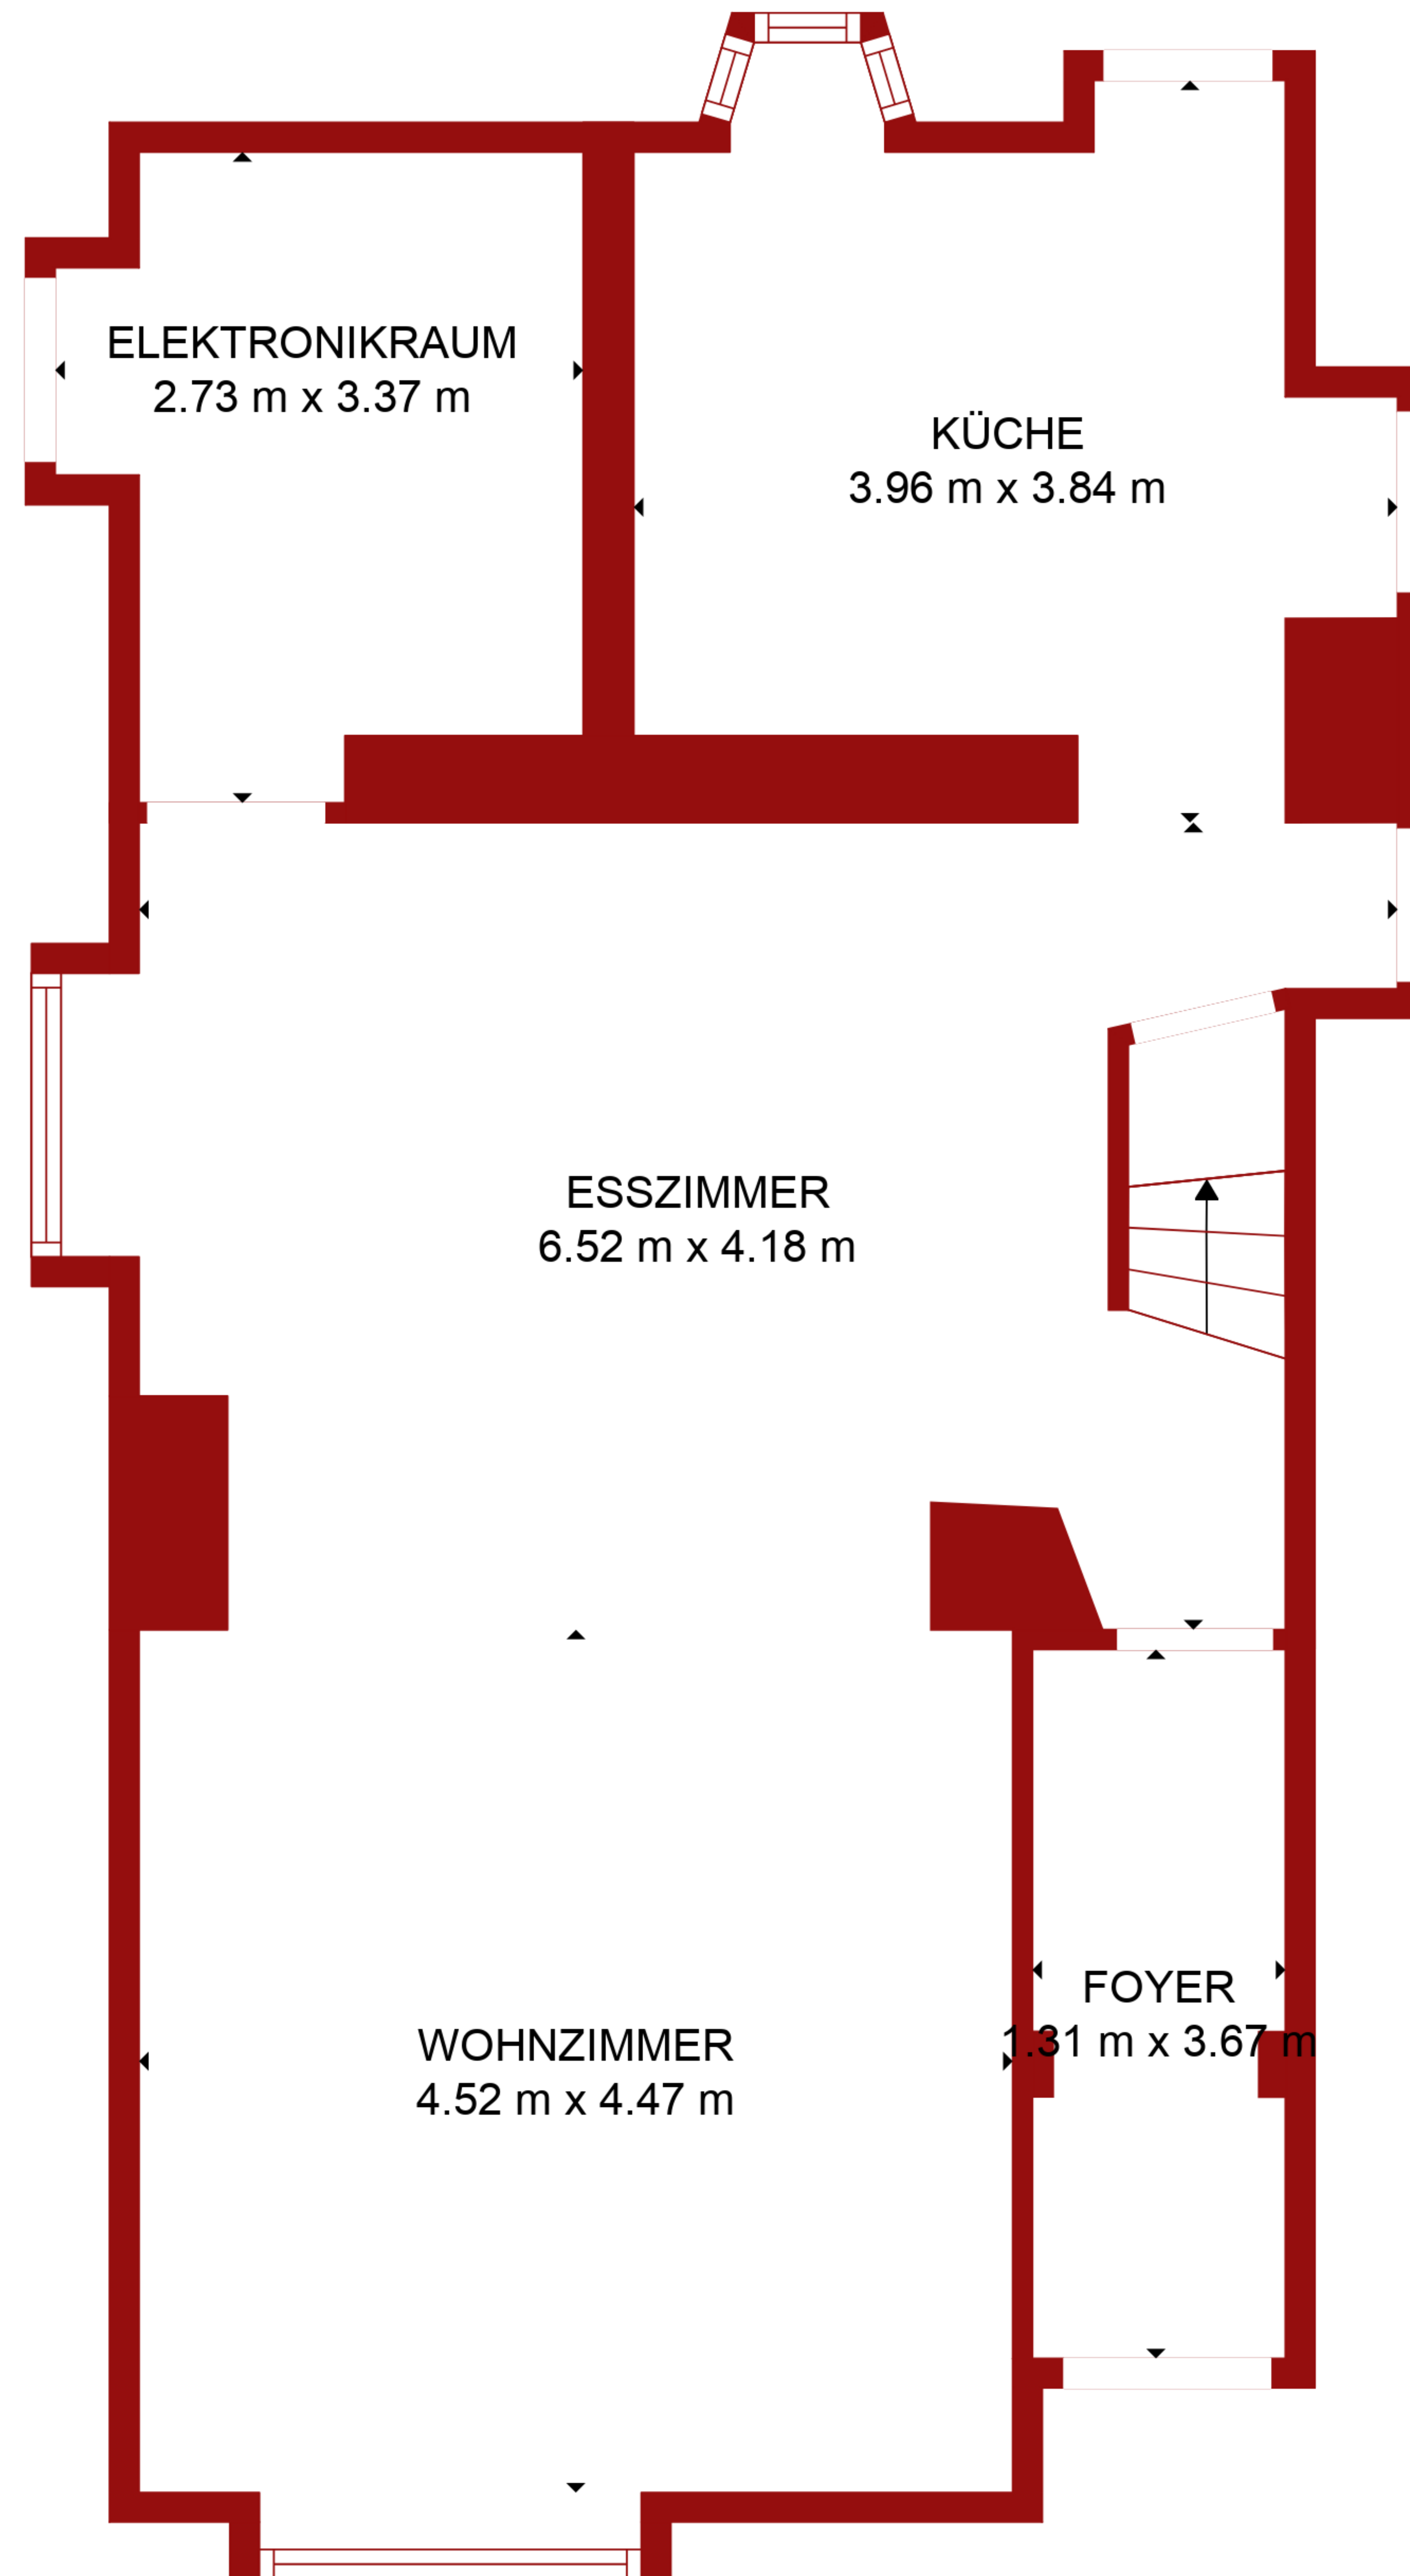 ELEKTRONIKRAUM
2.73 m x 3.37 m
KÜCHE
3.96 m x 3.84 m
ESSZIMMER
6.52 m x 4.18 m
FOYER
1.31 m x 3.67 m
WOHNZIMMER
4.52 m x 4.47 m